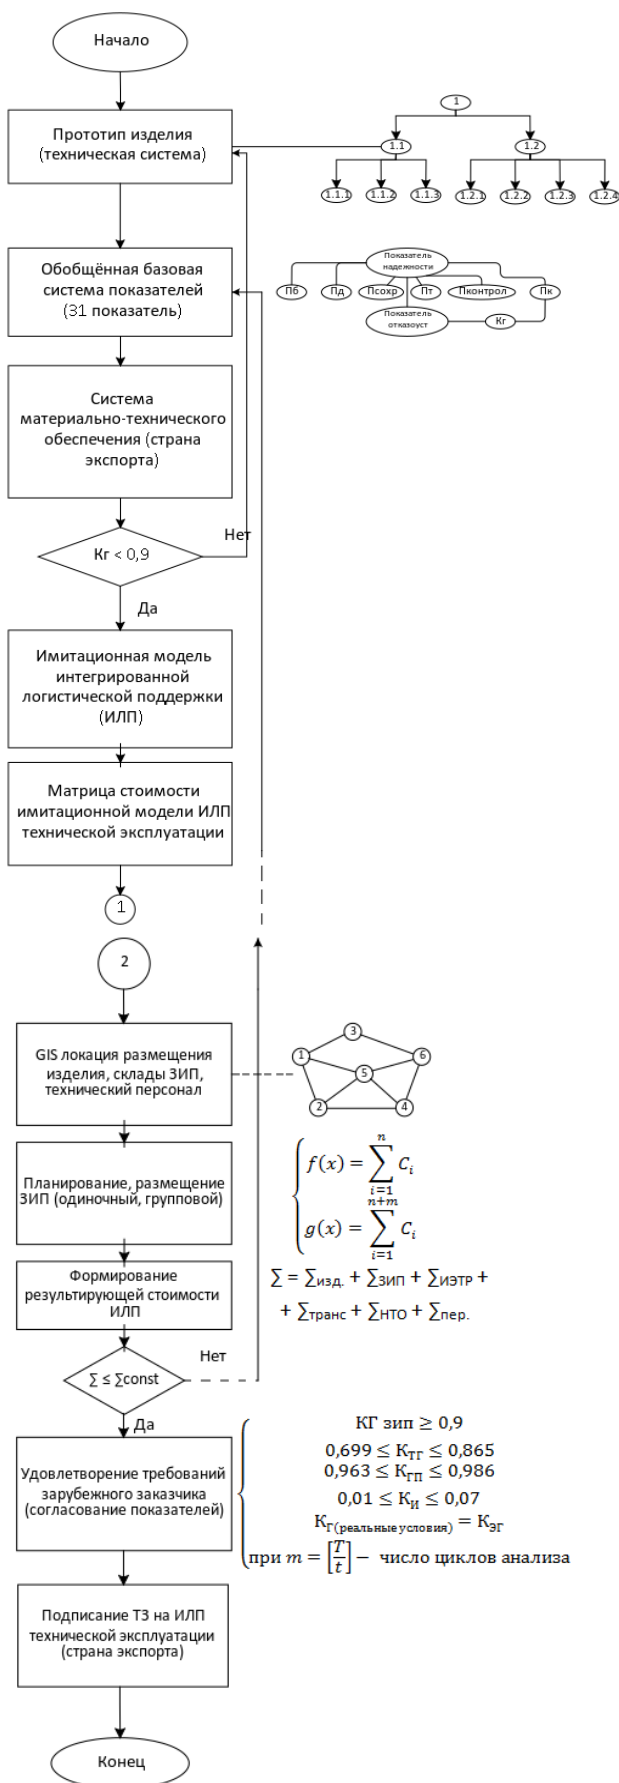 Начало
Прототип изделия
(техническая система)
1
1.1
1.2
1.1.1
1.1.2
1.1.3
1.2.1
1.2.2
1.2.3
1.2.4
Обобщённая базовая
система показателей
(31 показатель)
Показатель
надежности
Пб
Пд
Псохр
Пт
Пконтрол
Пк
Показатель
отказоуст
Кг
Система
материально-технического
обеспечения (страна
экспорта)
Кг < 0,9
Нет
Да
Имитационная модель
интегрированной
логистической поддержки
(ИЛП)
Матрица стоимости
имитационной модели ИЛП
технической эксплуатации
1
2
GIS локация размещения
изделия, склады ЗИП,
технический персонал
3
1
6
5
2
4
Планирование, размещение
ЗИП (одиночный, групповой)
f(x) = ∑_{i=1}^{n} C_i
g(x) = ∑_{i=1}^{n+m} C_i
Формирование
результирующей стоимости
ИЛП
∑ = ∑изд. + ∑ЗИП + ∑ИЭТР +
+ ∑транс + ∑НТО + ∑пер.
∑ ≤ ∑const
Нет
Да
Удовлетворение требований
зарубежного заказчика
(согласование показателей)
КГ зип ≥ 0,9
0,699 ≤ К_ТГ ≤ 0,865
0,963 ≤ К_ГП ≤ 0,986
0,01 ≤ К_И ≤ 0,07
К_Г(реальные условия) = К_ЭГ
при m = [T/t] − число циклов анализа
Подписание ТЗ на ИЛП
технической эксплуатации
(страна экспорта)
Конец